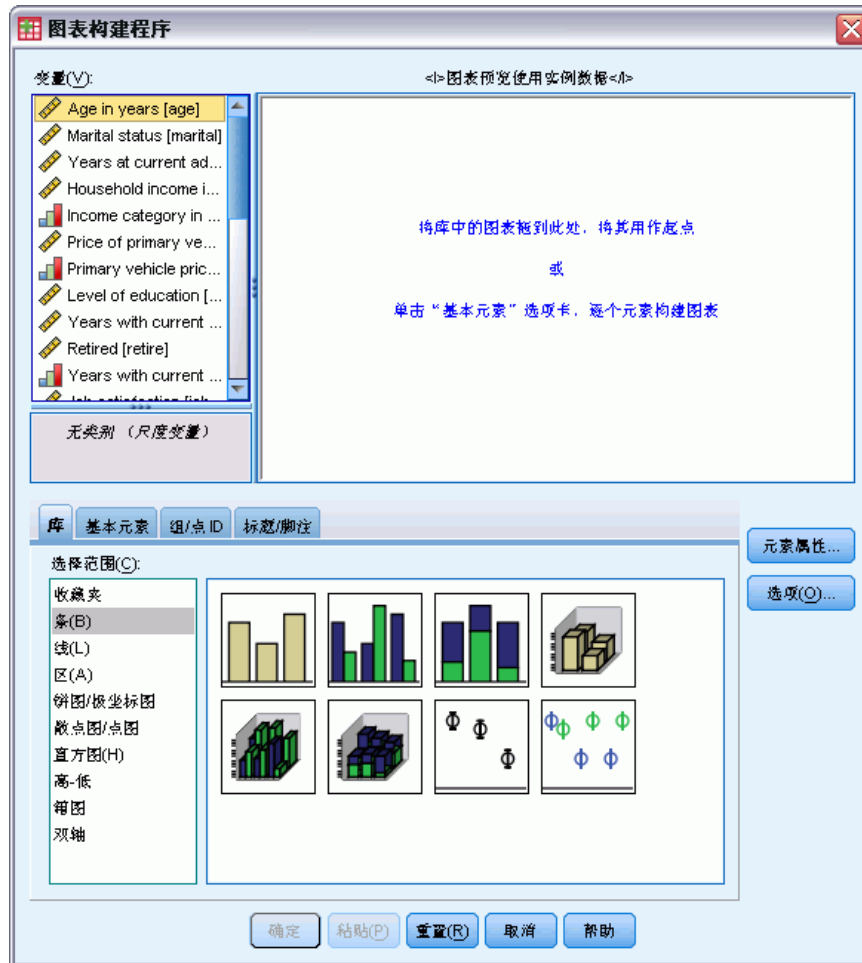 图表构建程序
变量(V):
<I>图表预览使用实例数据</I>
Age in years [age]
Marital status [marital]
Years at current ad...
Household income i...
Income category in ...
Price of primary ve...
Primary vehicle pric...
Level of education [...
Years with current ...
Retired [retire]
Years with current ...
将库中的图表拖到此处，将其用作起点
或
单击“基本元素”选项卡，逐个元素构建图表
无类别 （尺度变量）
库
基本元素
组/点 ID
标题/脚注
元素属性...
选项(O)...
选择范围(C):
收藏夹
条(B)
线(L)
区(A)
饼图/极坐标图
散点图/点图
直方图(H)
高-低
箱图
双轴
确定
粘贴(P)
重置(R)
取消
帮助